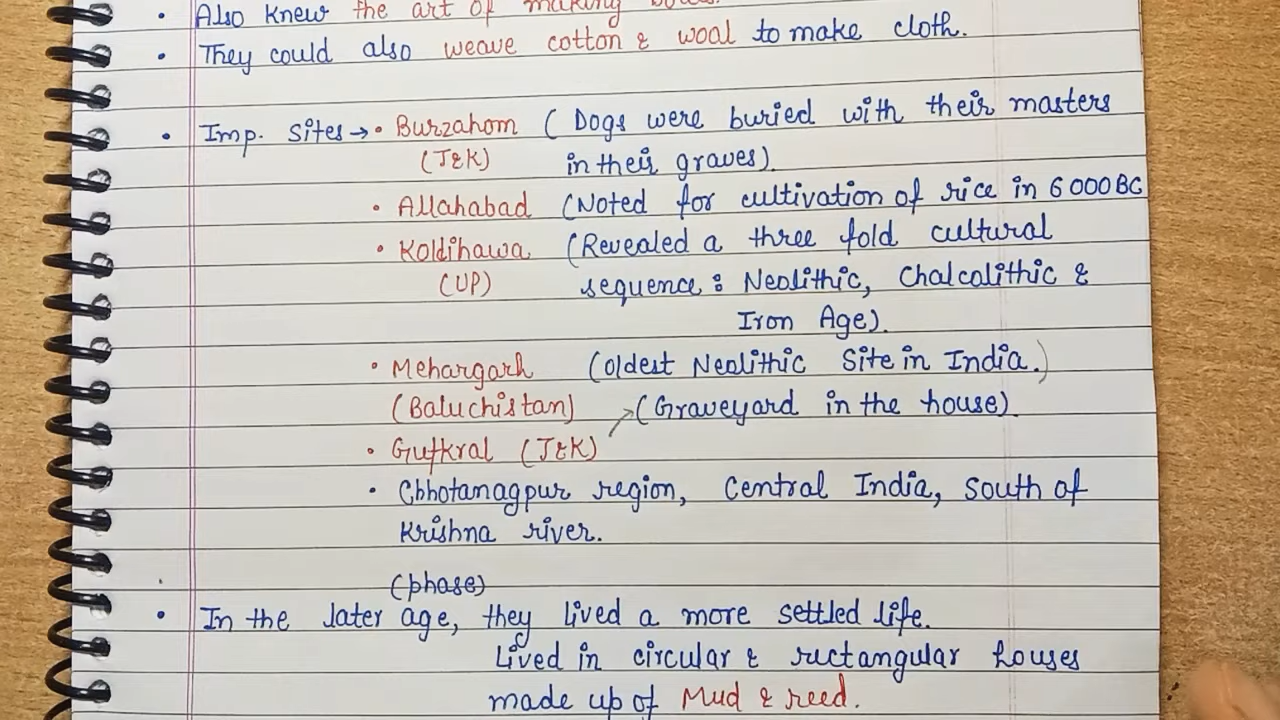 • Also knew the art of making
• They could also weave cotton & woal to make cloth.
• Imp. Sites → • Burzahom (Dogs were buried with their masters
(J&K) in their graves).
• Allahabad (Noted for cultivation of rice in 6000BC
• Koldihawa (Revealed a three fold cultural
(UP) sequence : Neolithic, Chalcolithic &
Iron Age).
• Mehargarh (oldest Neolithic Site in India.)
(Baluchistan) → (Graveyard in the house)
• Gufkral (J&K)
• Chhotanagpur region, Central India, South of
Krishna river.
(phase)
• In the later age, they lived a more settled life.
Lived in circular & rectangular houses
made up of Mud & reed.